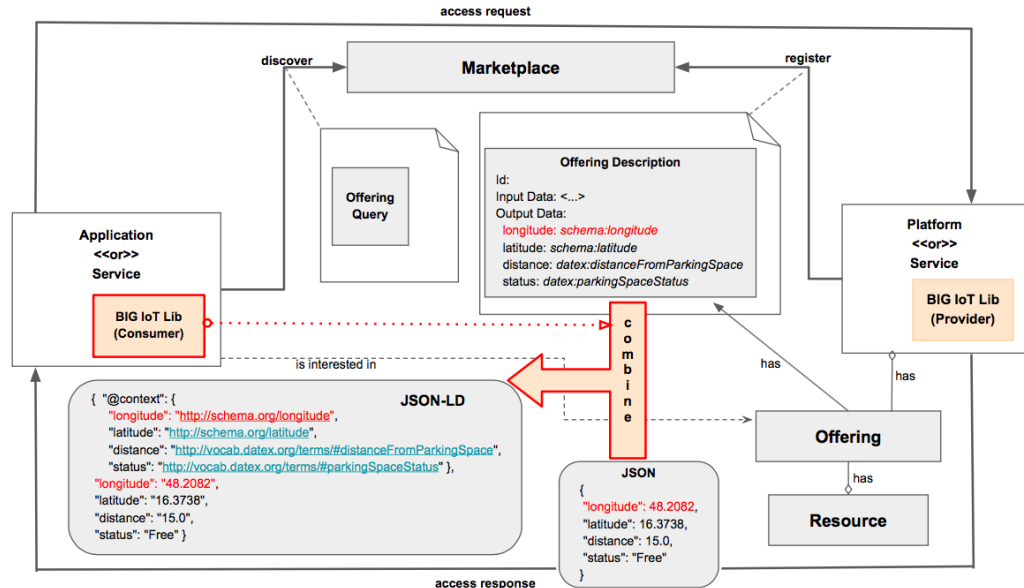 access request
discover
Marketplace
register
Offering Description
Id:
Input Data: <...>
Output Data:
longitude: schema:longitude
latitude: schema:latitude
distance: datex:distanceFromParkingSpace
status: datex:parkingSpaceStatus
Offering
Query
Application
<<or>>
Service
BIG IoT Lib
(Consumer)
Platform
<<or>>
Service
BIG IoT Lib
(Provider)
combine
is interested in
has
has
JSON-LD
{ "@context": {
"longitude": "http://schema.org/longitude",
"latitude": "http://schema.org/latitude",
"distance": "http://vocab.datex.org/terms/#distanceFromParkingSpace",
"status": "http://vocab.datex.org/terms/#parkingSpaceStatus" },
"longitude": "48.2082",
"latitude": "16.3738",
"distance": "15.0",
"status": "Free" }
JSON
{
"longitude": 48.2082,
"latitude": 16.3738,
"distance": 15.0,
"status": "Free"
}
Offering
has
Resource
access response